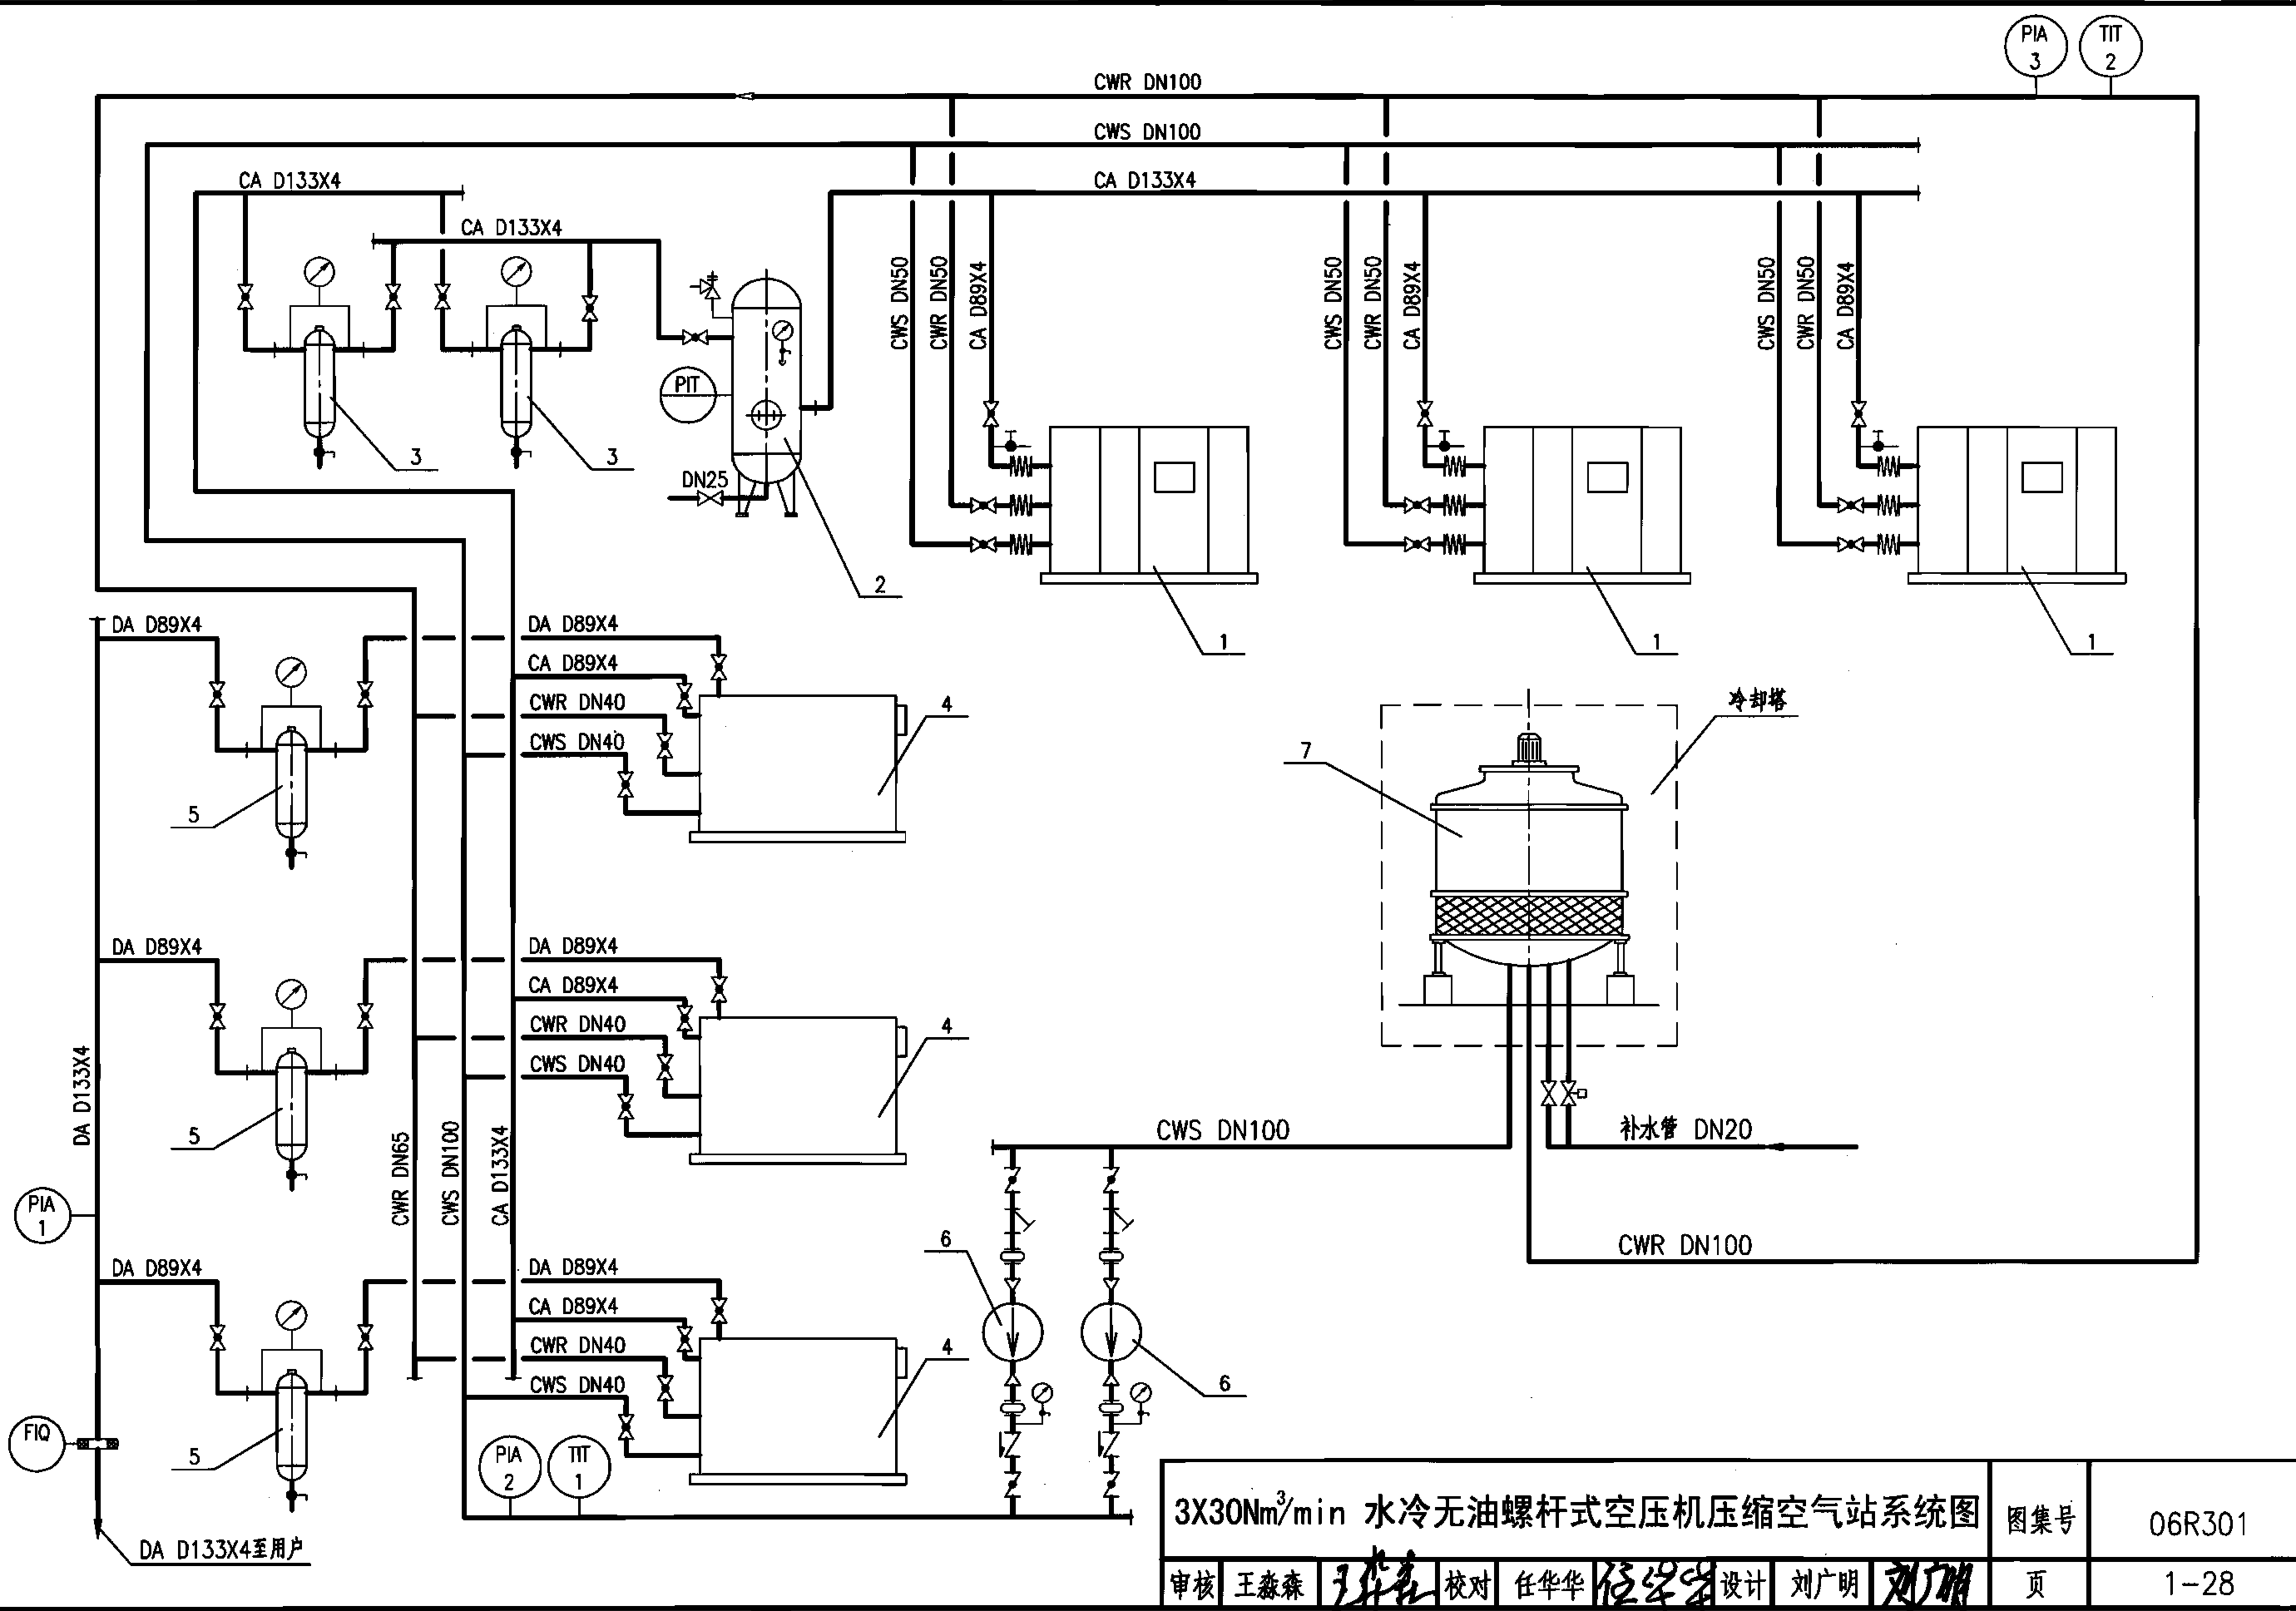 PIA
3
TIT
2
CWR DN100
CWS DN100
CA D133X4
CA D133X4
CA D133X4
CWS DN50
CWR DN50
CA D89X4
CWS DN50
CWR DN50
CA D89X4
CWS DN50
CWR DN50
CA D89X4
PIT
3
3
DN25
2
1
1
1
DA D89X4
DA D89X4
CA D89X4
CWR DN40
CWS DN40
4
5
冷却塔
7
DA D89X4
DA D89X4
CA D89X4
CWR DN40
CWS DN40
4
5
DA D133X4
CWR DN65
CWS DN100
CA D133X4
CWS DN100
补水管 DN20
PIA
1
6
CWR DN100
DA D89X4
DA D89X4
CA D89X4
CWR DN40
CWS DN40
4
6
5
FIQ
PIA
2
TIT
1
DA D133X4至用户
3X30Nm³/min 水冷无油螺杆式空压机压缩空气站系统图
图集号
06R301
审核 王淼森 校对 任华华 设计 刘广明 刘广明
页
1-28